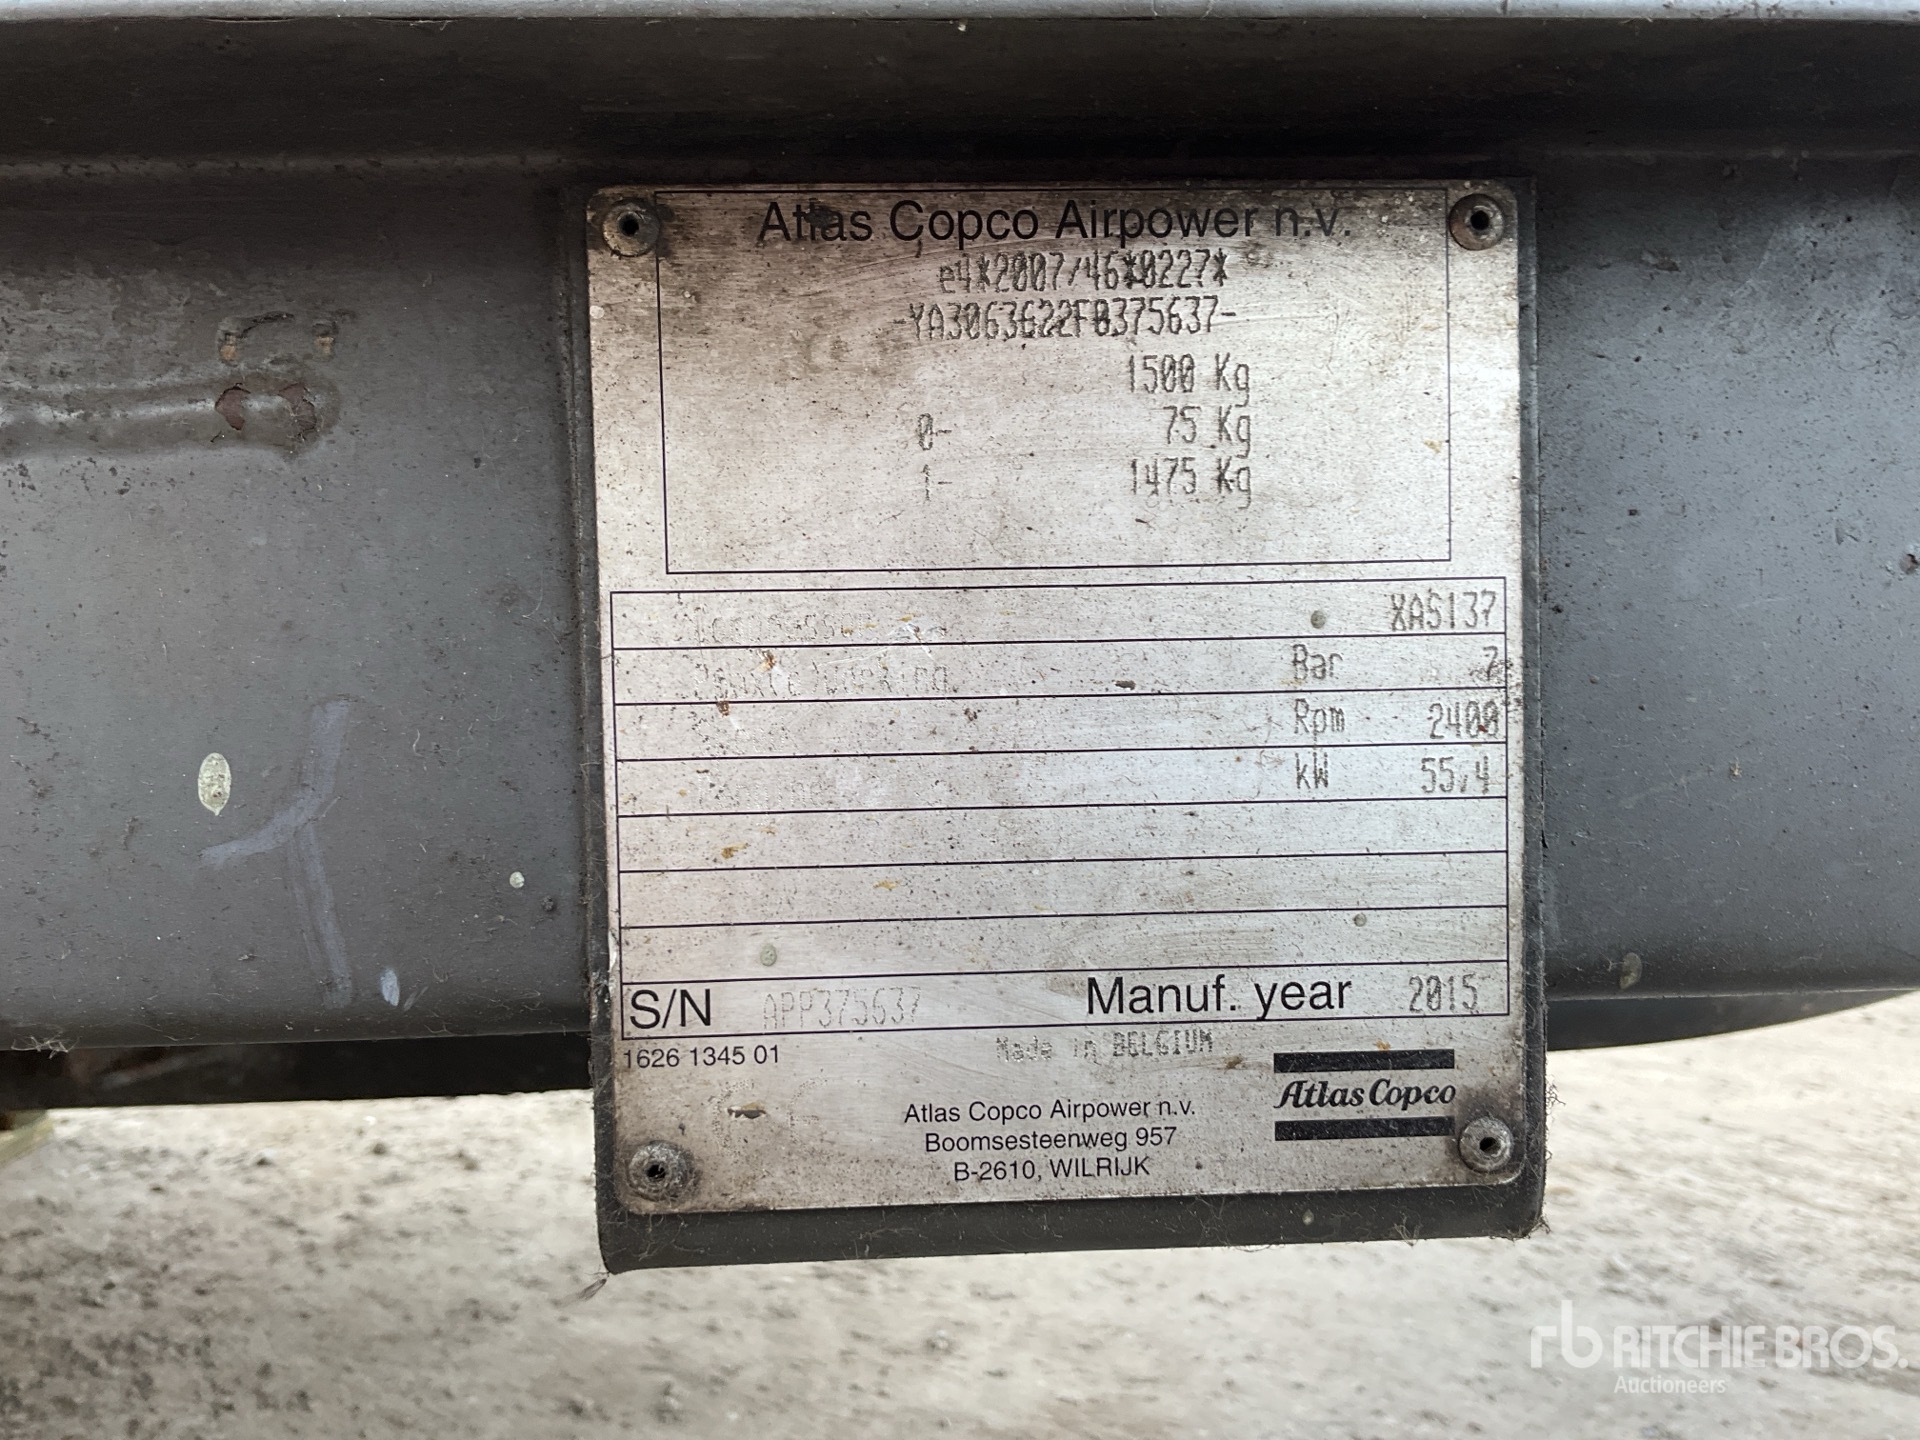 Atlas Copco Airpower n.v.
e4*2007/46*0227*
-YA3063622F0375637-
1500 Kg
0- 75 Kg
1- 1475 Kg
XAS137
Bar 7
Rpm 2400
kW 55,4
S/N APP375637 Manuf. year 2015
1626 1345 01
Made in BELGIUM
Atlas Copco
Atlas Copco Airpower n.v.
Boomsesteenweg 957
B-2610, WILRIJK
rb RITCHIE BROS.
Auctioneers